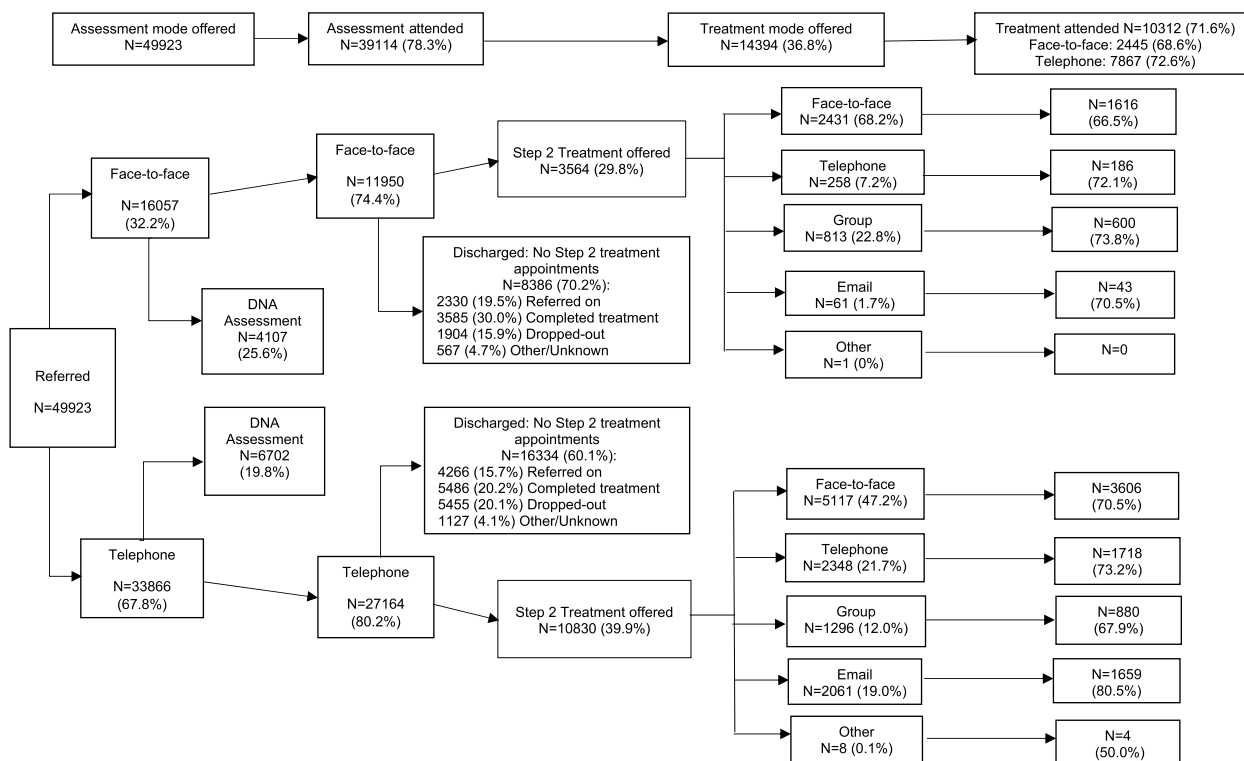 Assessment mode offered
N=49923
Assessment attended
N=39114 (78.3%)
Treatment mode offered
N=14394 (36.8%)
Treatment attended N=10312 (71.6%)
Face-to-face: 2445 (68.6%)
Telephone: 7867 (72.6%)
Referred
N=49923
Face-to-face
N=16057
(32.2%)
DNA
Assessment
N=4107
(25.6%)
Face-to-face
N=11950
(74.4%)
Discharged: No Step 2 treatment
appointments
N=8386 (70.2%):
2330 (19.5%) Referred on
3585 (30.0%) Completed treatment
1904 (15.9%) Dropped-out
567 (4.7%) Other/Unknown
Step 2 Treatment offered
N=3564 (29.8%)
Face-to-face
N=2431 (68.2%)
N=1616
(66.5%)
Telephone
N=258 (7.2%)
N=186
(72.1%)
Group
N=813 (22.8%)
N=600
(73.8%)
Email
N=61 (1.7%)
N=43
(70.5%)
Other
N=1 (0%)
N=0
DNA
Assessment
N=6702
(19.8%)
Telephone
N=33866
(67.8%)
Discharged: No Step 2 treatment
appointments
N=16334 (60.1%):
4266 (15.7%) Referred on
5486 (20.2%) Completed treatment
5455 (20.1%) Dropped-out
1127 (4.1%) Other/Unknown
Telephone
N=27164
(80.2%)
Step 2 Treatment offered
N=10830 (39.9%)
Face-to-face
N=5117 (47.2%)
N=3606
(70.5%)
Telephone
N=2348 (21.7%)
N=1718
(73.2%)
Group
N=1296 (12.0%)
N=880
(67.9%)
Email
N=2061 (19.0%)
N=1659
(80.5%)
Other
N=8 (0.1%)
N=4
(50.0%)